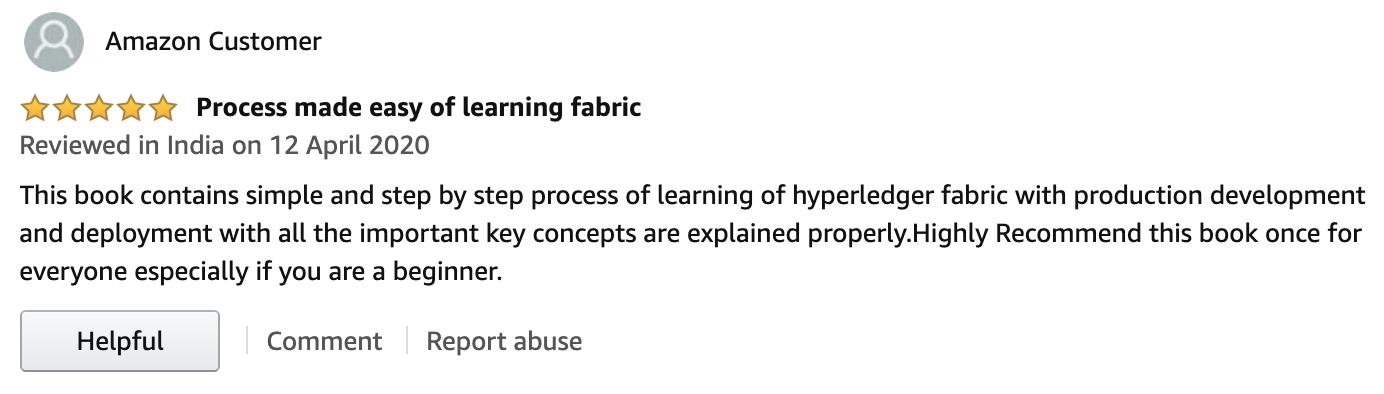 Amazon Customer
Process made easy of learning fabric
Reviewed in India on 12 April 2020
This book contains simple and step by step process of learning of hyperledger fabric with production development
and deployment with all the important key concepts are explained properly.Highly Recommend this book once for
everyone especially if you are a beginner.
Helpful
Comment
Report abuse